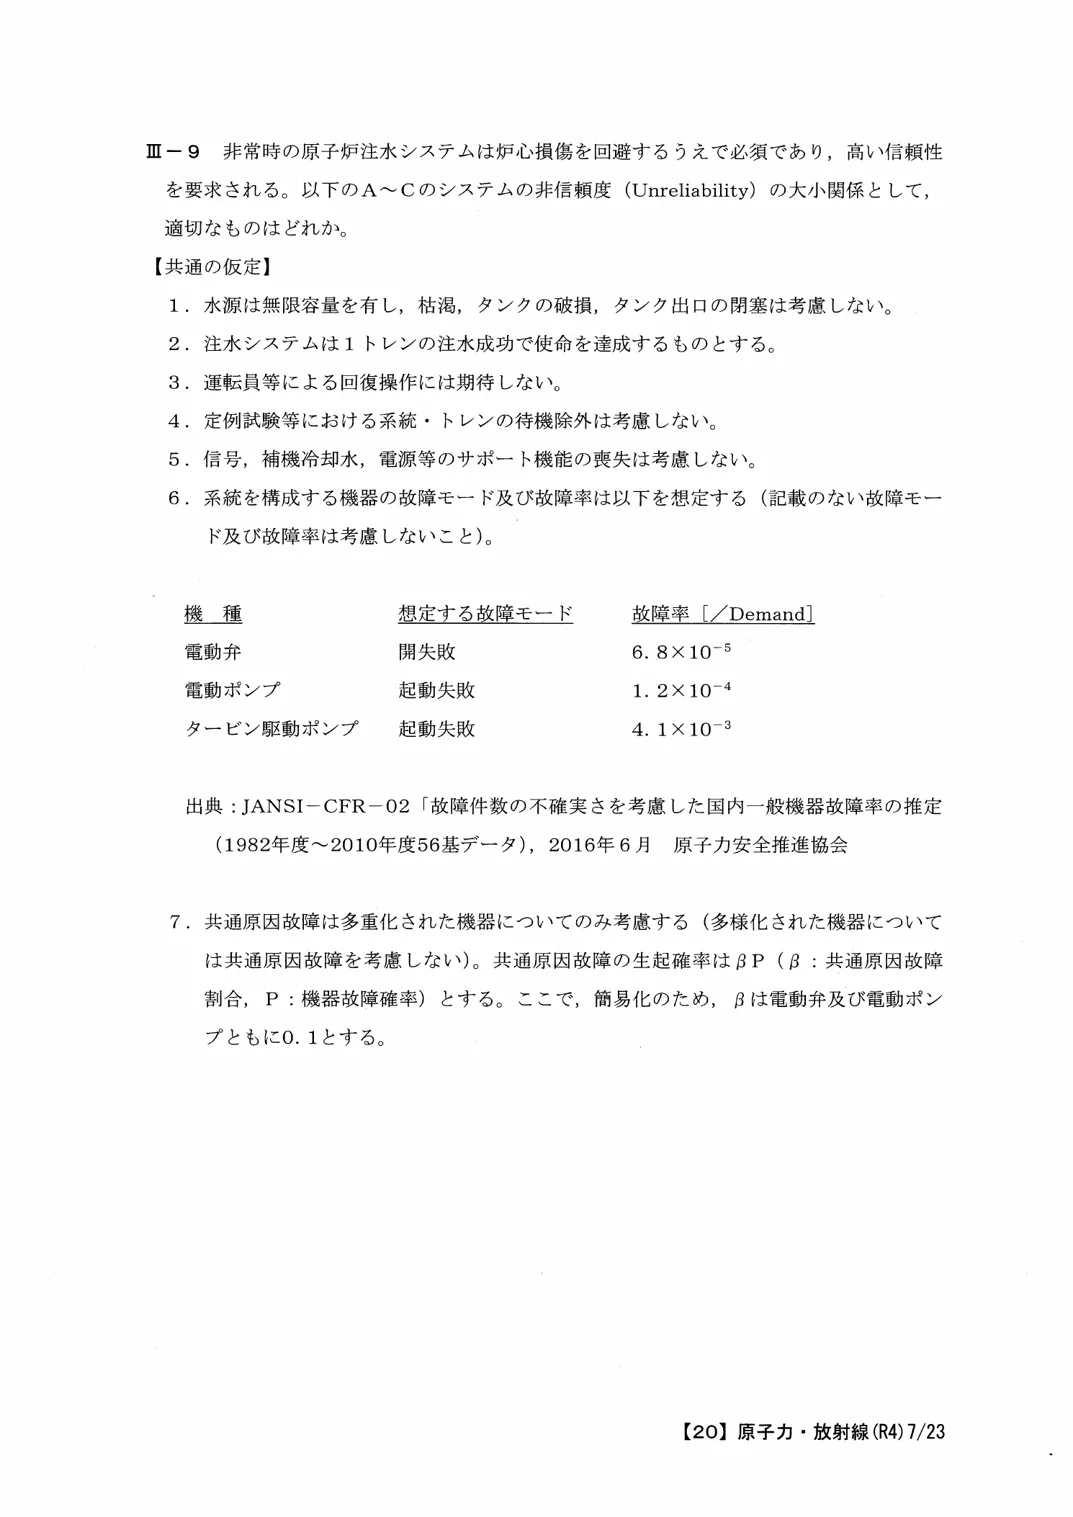 Ⅲ－9　非常時の原子炉注水システムは炉心損傷を回避するうえで必須であり，高い信頼性
を要求される。以下のＡ～Ｃのシステムの非信頼度（Unreliability）の大小関係として，
適切なものはどれか。
【共通の仮定】
１．水源は無限容量を有し，枯渇，タンクの破損，タンク出口の閉塞は考慮しない。
２．注水システムは１トレンの注水成功で使命を達成するものとする。
３．運転員等による回復操作には期待しない。
４．定例試験等における系統・トレンの待機除外は考慮しない。
５．信号，補機冷却水，電源等のサポート機能の喪失は考慮しない。
６．系統を構成する機器の故障モード及び故障率は以下を想定する（記載のない故障モー
ド及び故障率は考慮しないこと）。
機　種　想定する故障モード　故障率［／Demand］
電動弁　開失敗　6.8×10⁻⁵
電動ポンプ　起動失敗　1.2×10⁻⁴
タービン駆動ポンプ　起動失敗　4.1×10⁻³
出典：JANSI－CFR－02「故障件数の不確実さを考慮した国内一般機器故障率の推定
（1982年度～2010年度56基データ），2016年６月　原子力安全推進協会
７．共通原因故障は多重化された機器についてのみ考慮する（多様化された機器について
は共通原因故障を考慮しない）。共通原因故障の生起確率はβＰ（β：共通原因故障
割合，Ｐ：機器故障確率）とする。ここで，簡易化のため，βは電動弁及び電動ポン
プともに0.1とする。
【20】原子力・放射線(R4)7/23